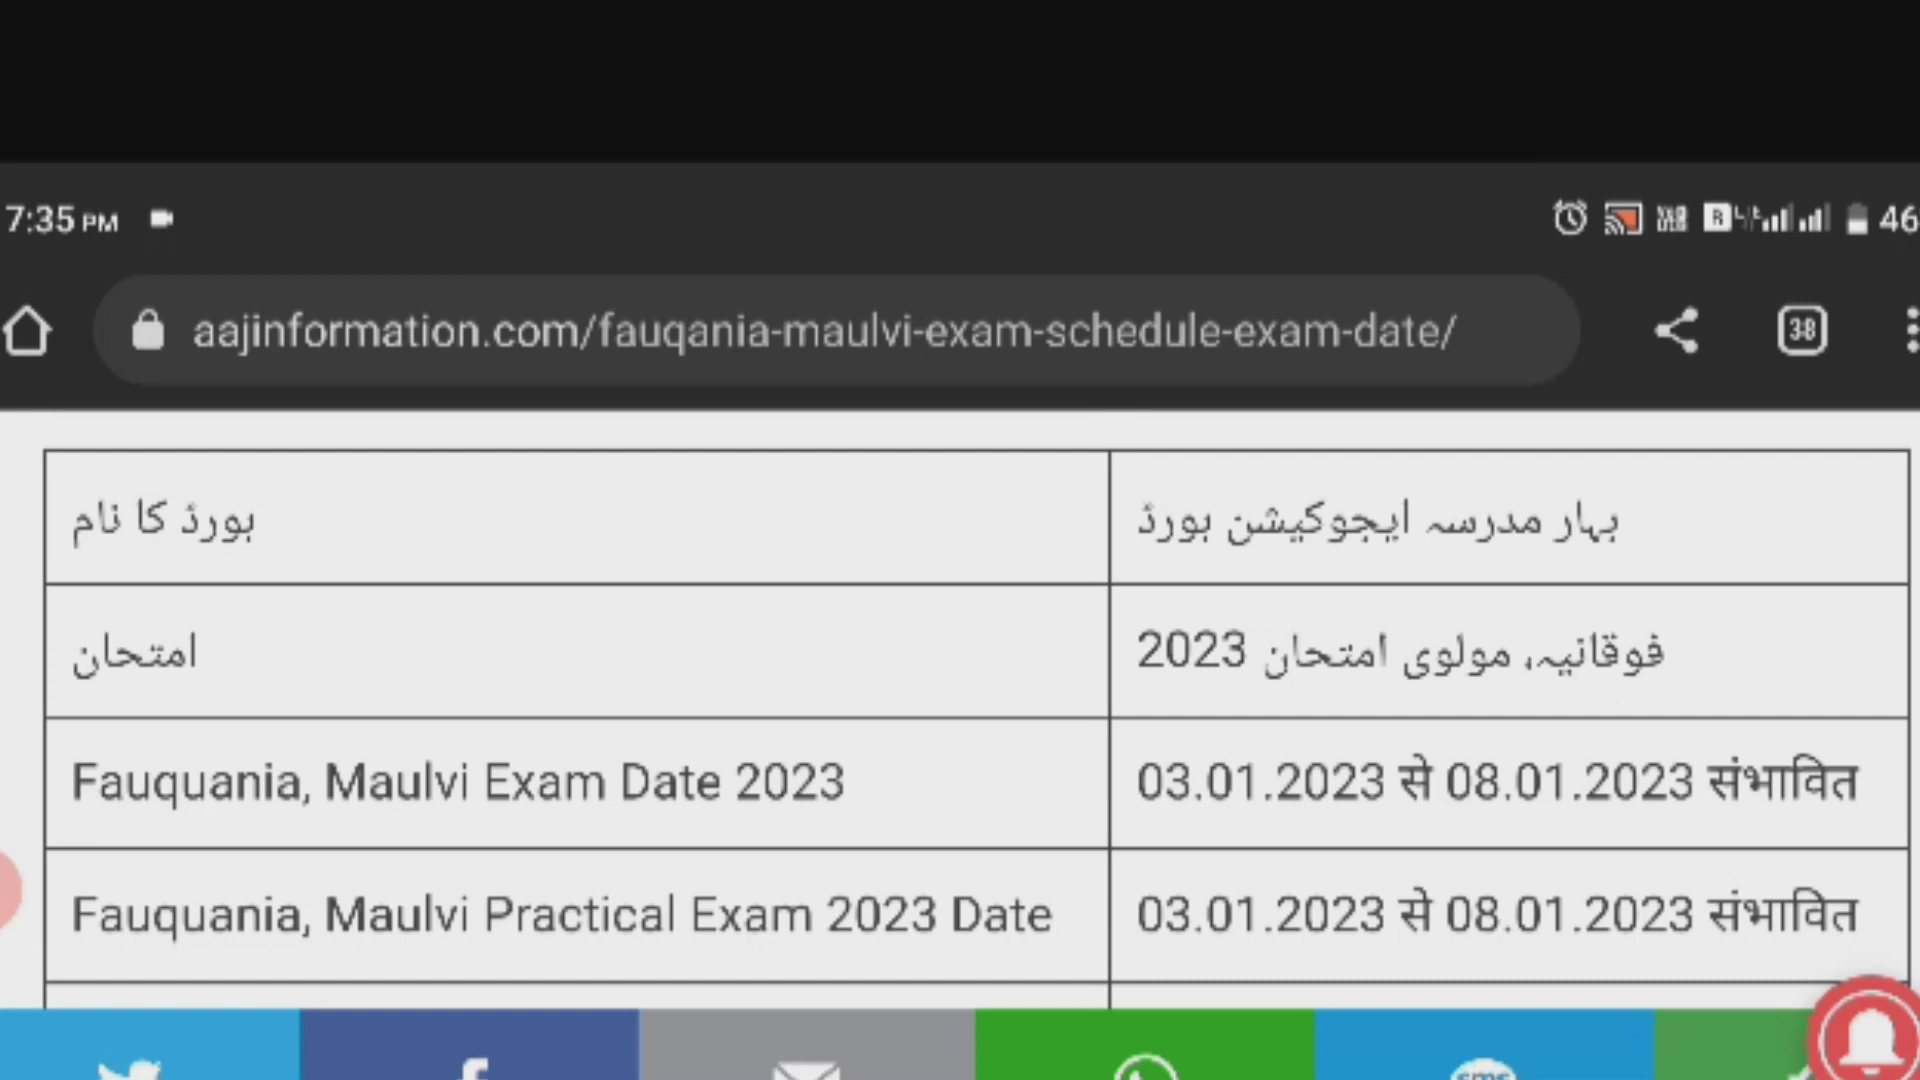 7:35 PM
46
aajinformation.com/fauqania-maulvi-exam-schedule-exam-date/
38
بورڈ کا نام
بہار مدرسہ ایجوکیشن بورڈ
امتحان
فوقانیہ، مولوی امتحان 2023
Fauquania, Maulvi Exam Date 2023
03.01.2023 से 08.01.2023 संभावित
Fauquania, Maulvi Practical Exam 2023 Date
03.01.2023 से 08.01.2023 संभावित
sms